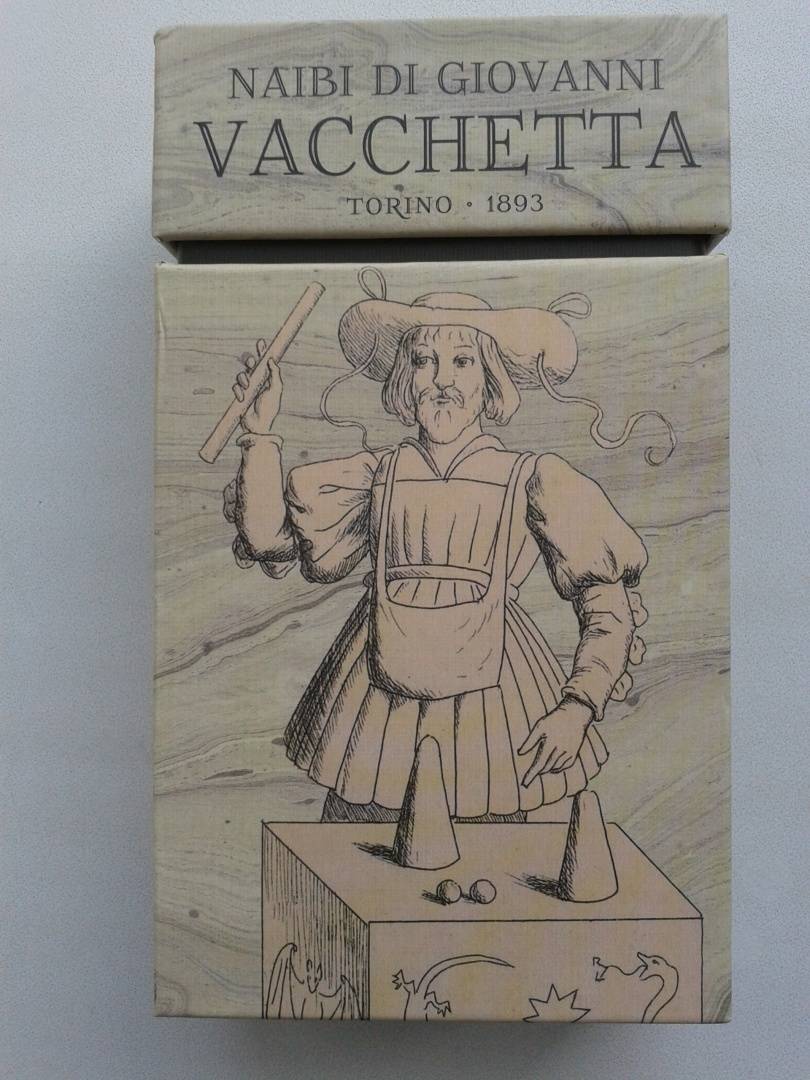 NAIBI DI GIOVANNI
VACCHETTA
TORINO • 1893